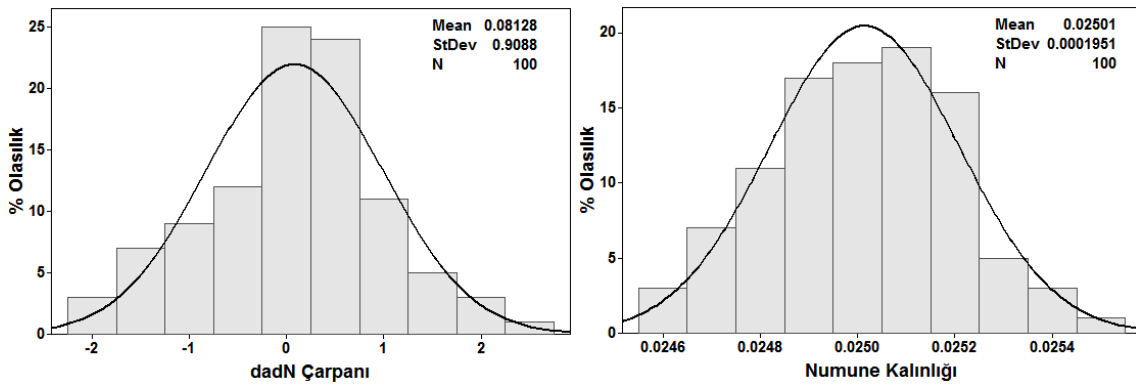 Mean 0.08128
StDev 0.9088
N 100
% Olasılık
25
20
15
10
5
0
-2 -1 0 1 2
dadN Çarpanı
Mean 0.02501
StDev 0.0001951
N 100
% Olasılık
20
15
10
5
0
0.0246 0.0248 0.0250 0.0252 0.0254
Numune Kalınlığı